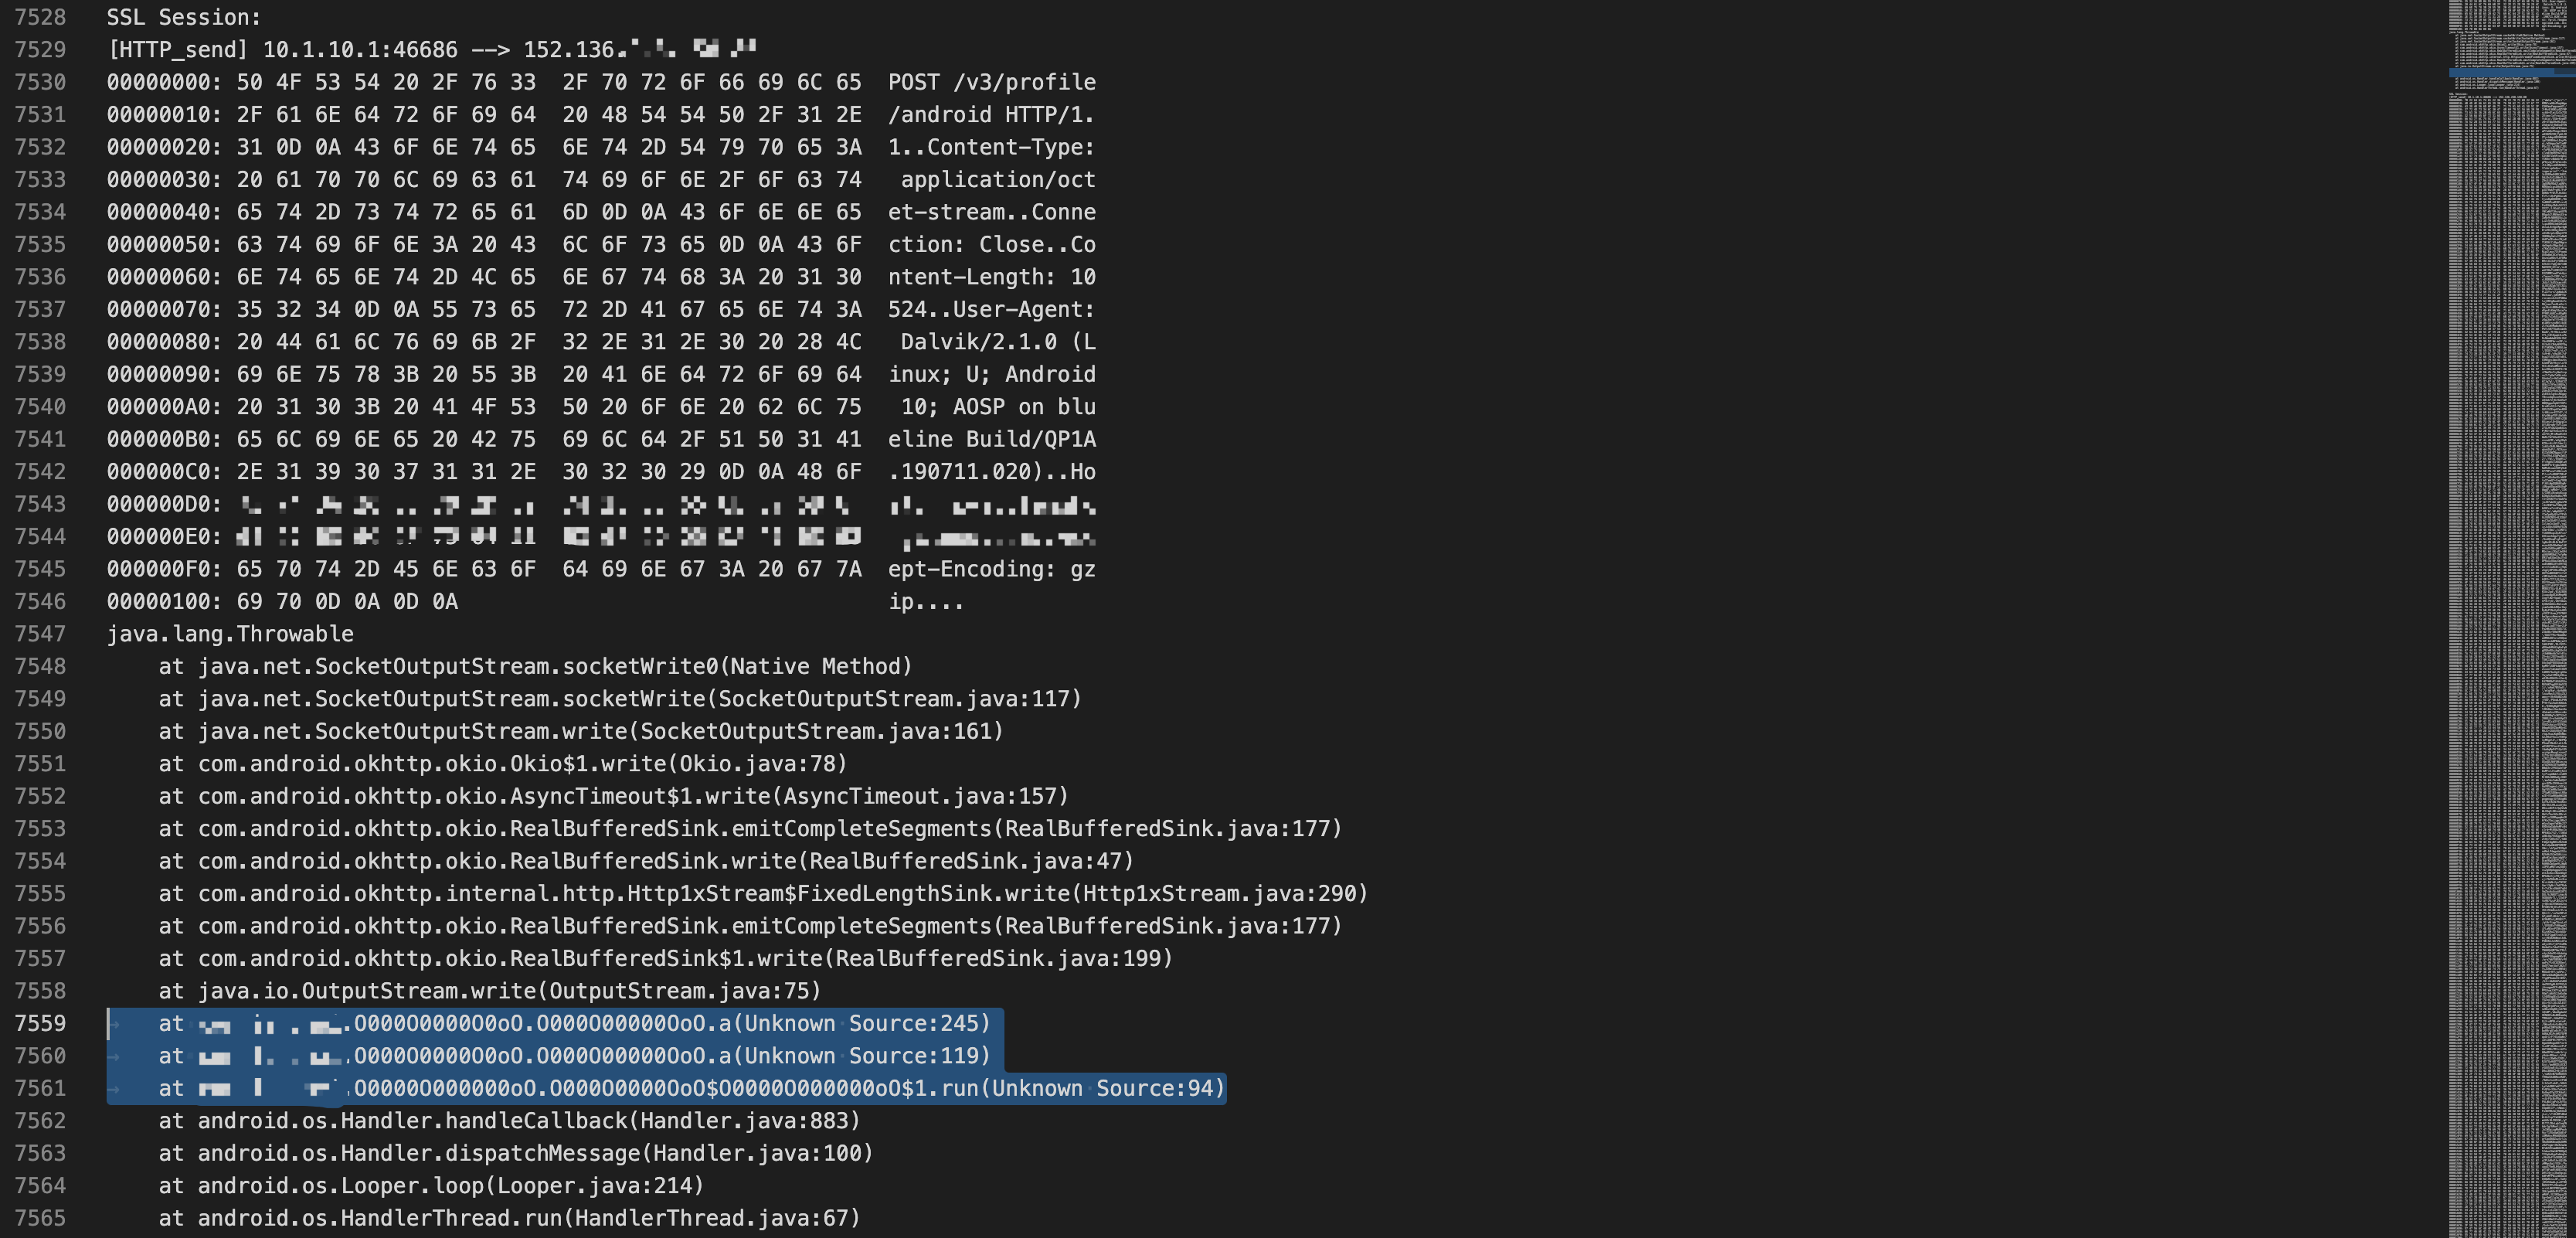 7528 SSL Session:
7529 [HTTP_send] 10.1.10.1:46686 --> 152.136.
7530 00000000: 50 4F 53 54 20 2F 76 33  2F 70 72 6F 66 69 6C 65  POST /v3/profile
7531 00000010: 2F 61 6E 64 72 6F 69 64  20 48 54 54 50 2F 31 2E  /android HTTP/1.
7532 00000020: 31 0D 0A 43 6F 6E 74 65  6E 74 2D 54 79 70 65 3A  1..Content-Type:
7533 00000030: 20 61 70 70 6C 69 63 61  74 69 6F 6E 2F 6F 63 74   application/oct
7534 00000040: 65 74 2D 73 74 72 65 61  6D 0D 0A 43 6F 6E 6E 65  et-stream..Conne
7535 00000050: 63 74 69 6F 6E 3A 20 43  6C 6F 73 65 0D 0A 43 6F  ction: Close..Co
7536 00000060: 6E 74 65 6E 74 2D 4C 65  6E 67 74 68 3A 20 31 30  ntent-Length: 10
7537 00000070: 35 32 34 0D 0A 55 73 65  72 2D 41 67 65 6E 74 3A  524..User-Agent:
7538 00000080: 20 44 61 6C 76 69 6B 2F  32 2E 31 2E 30 20 28 4C   Dalvik/2.1.0 (L
7539 00000090: 69 6E 75 78 3B 20 55 3B  20 41 6E 64 72 6F 69 64  inux; U; Android
7540 000000A0: 20 31 30 3B 20 41 4F 53  50 20 6F 6E 20 62 6C 75   10; AOSP on blu
7541 000000B0: 65 6C 69 6E 65 20 42 75  69 6C 64 2F 51 50 31 41  eline Build/QP1A
7542 000000C0: 2E 31 39 30 37 31 31 2E  30 32 30 29 0D 0A 48 6F  .190711.020)..Ho
7543 000000D0:
7544 000000E0:
7545 000000F0: 65 70 74 2D 45 6E 63 6F  64 69 6E 67 3A 20 67 7A  ept-Encoding: gz
7546 00000100: 69 70 0D 0A 0D 0A  ip....
7547 java.lang.Throwable
7548 at java.net.SocketOutputStream.socketWrite0(Native Method)
7549 at java.net.SocketOutputStream.socketWrite(SocketOutputStream.java:117)
7550 at java.net.SocketOutputStream.write(SocketOutputStream.java:161)
7551 at com.android.okhttp.okio.Okio$1.write(Okio.java:78)
7552 at com.android.okhttp.okio.AsyncTimeout$1.write(AsyncTimeout.java:157)
7553 at com.android.okhttp.okio.RealBufferedSink.emitCompleteSegments(RealBufferedSink.java:177)
7554 at com.android.okhttp.okio.RealBufferedSink.write(RealBufferedSink.java:47)
7555 at com.android.okhttp.internal.http.Http1xStream$FixedLengthSink.write(Http1xStream.java:290)
7556 at com.android.okhttp.okio.RealBufferedSink.emitCompleteSegments(RealBufferedSink.java:177)
7557 at com.android.okhttp.okio.RealBufferedSink$1.write(RealBufferedSink.java:199)
7558 at java.io.OutputStream.write(OutputStream.java:75)
7559 at .a(Unknown Source:245)
7560 at .a(Unknown Source:119)
7561 at $1.run(Unknown Source:94)
7562 at android.os.Handler.handleCallback(Handler.java:883)
7563 at android.os.Handler.dispatchMessage(Handler.java:100)
7564 at android.os.Looper.loop(Looper.java:214)
7565 at android.os.HandlerThread.run(HandlerThread.java:67)